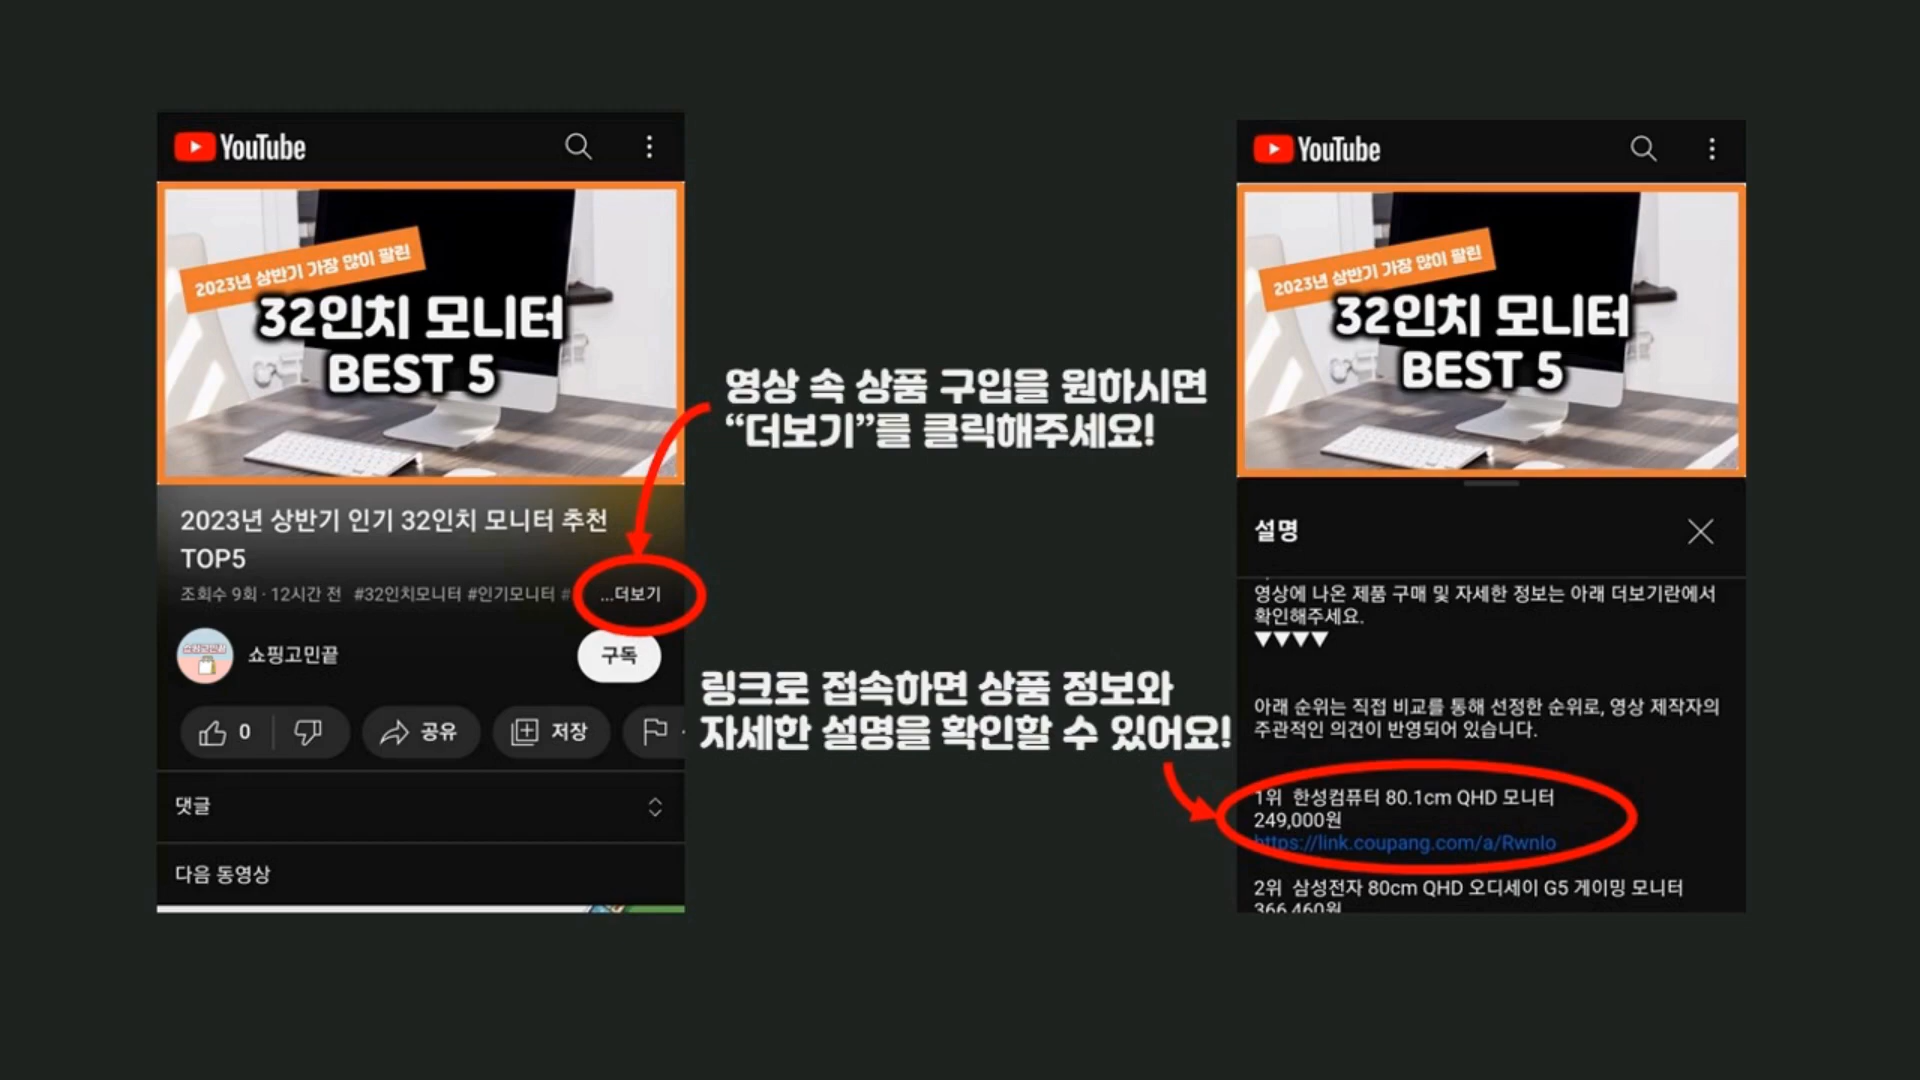 YouTube
2023년 상반기 가장 많이 팔린
32인치 모니터
BEST 5
2023년 상반기 인기 32인치 모니터 추천
TOP5
조회수 9회 · 12시간 전 #32인치모니터 #인기모니터 # ...더보기
쇼핑고민끝
쇼핑고민끝
구독
0
공유
저장
댓글
다음 동영상
영상 속 상품 구입을 원하시면
“더보기”를 클릭해주세요!
링크로 접속하면 상품 정보와
자세한 설명을 확인할 수 있어요!
YouTube
2023년 상반기 가장 많이 팔린
32인치 모니터
BEST 5
설명
영상에 나온 제품 구매 및 자세한 정보는 아래 더보기란에서
확인해주세요.
▼▼▼▼
아래 순위는 직접 비교를 통해 선정한 순위로, 영상 제작자의
주관적인 의견이 반영되어 있습니다.
1위 한성컴퓨터 80.1cm QHD 모니터
249,000원
https://link.coupang.com/a/RwnIo
2위 삼성전자 80cm QHD 오디세이 G5 게이밍 모니터
366,460원